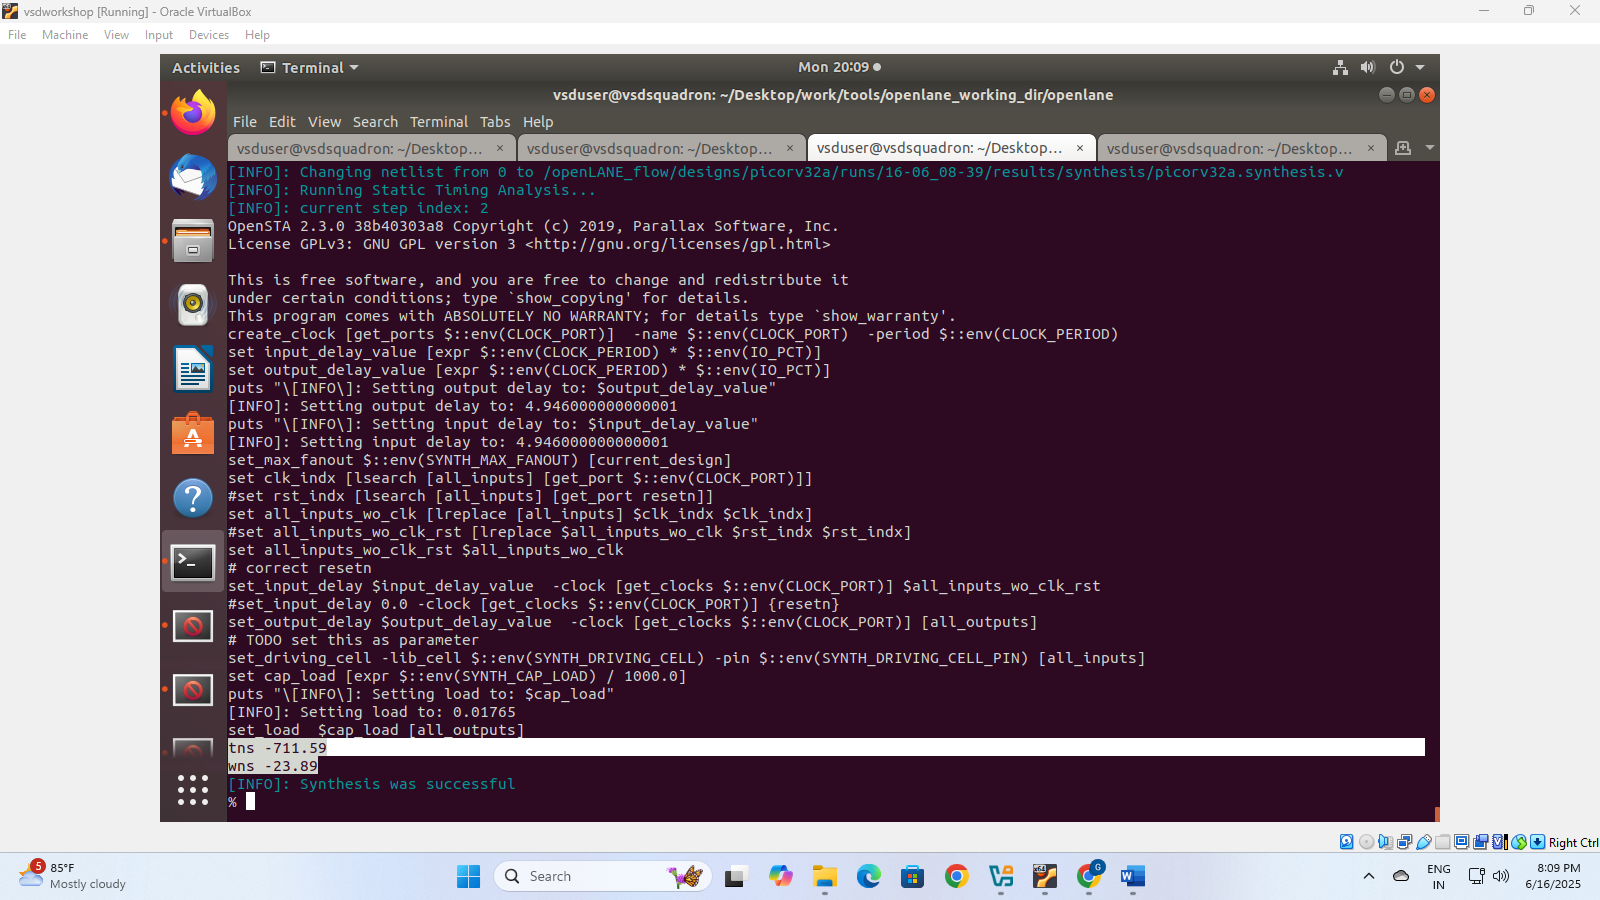 vsdworkshop [Running] - Oracle VirtualBox
File Machine View Input Devices Help
Activities Terminal Mon 20:09
vsduser@vsdsquadron: ~/Desktop/work/tools/openlane_working_dir/openlane
File Edit View Search Terminal Tabs Help
vsduser@vsdsquadron: ~/Desktop... × vsduser@vsdsquadron: ~/Desktop... × vsduser@vsdsquadron: ~/Desktop... × vsduser@vsdsquadron: ~/Desktop... ×
[INFO]: Changing netlist from 0 to /openLANE_flow/designs/picorv32a/runs/16-06_08-39/results/synthesis/picorv32a.synthesis.v
[INFO]: Running Static Timing Analysis...
[INFO]: current step index: 2
OpenSTA 2.3.0 38b40303a8 Copyright (c) 2019, Parallax Software, Inc.
License GPLv3: GNU GPL version 3 <http://gnu.org/licenses/gpl.html>
This is free software, and you are free to change and redistribute it
under certain conditions; type `show_copying' for details.
This program comes with ABSOLUTELY NO WARRANTY; for details type `show_warranty'.
create_clock [get_ports $::env(CLOCK_PORT)]  -name $::env(CLOCK_PORT)  -period $::env(CLOCK_PERIOD)
set input_delay_value [expr $::env(CLOCK_PERIOD) * $::env(IO_PCT)]
set output_delay_value [expr $::env(CLOCK_PERIOD) * $::env(IO_PCT)]
puts "\[INFO\]: Setting output delay to: $output_delay_value"
[INFO]: Setting output delay to: 4.946000000000001
puts "\[INFO\]: Setting input delay to: $input_delay_value"
[INFO]: Setting input delay to: 4.946000000000001
set_max_fanout $::env(SYNTH_MAX_FANOUT) [current_design]
set clk_indx [lsearch [all_inputs] [get_port $::env(CLOCK_PORT)]]
#set rst_indx [lsearch [all_inputs] [get_port resetn]]
set all_inputs_wo_clk [lreplace [all_inputs] $clk_indx $clk_indx]
#set all_inputs_wo_clk_rst [lreplace $all_inputs_wo_clk $rst_indx $rst_indx]
set all_inputs_wo_clk_rst $all_inputs_wo_clk
# correct resetn
set_input_delay $input_delay_value  -clock [get_clocks $::env(CLOCK_PORT)] $all_inputs_wo_clk_rst
#set_input_delay 0.0 -clock [get_clocks $::env(CLOCK_PORT)] {resetn}
set_output_delay $output_delay_value  -clock [get_clocks $::env(CLOCK_PORT)] [all_outputs]
# TODO set this as parameter
set_driving_cell -lib_cell $::env(SYNTH_DRIVING_CELL) -pin $::env(SYNTH_DRIVING_CELL_PIN) [all_inputs]
set cap_load [expr $::env(SYNTH_CAP_LOAD) / 1000.0]
puts "\[INFO\]: Setting load to: $cap_load"
[INFO]: Setting load to: 0.01765
set_load  $cap_load [all_outputs]
tns -711.59
wns -23.89
[INFO]: Synthesis was successful
%
Right Ctrl
5 85°F
Mostly cloudy
Search
ENG
IN
8:09 PM
6/16/2025